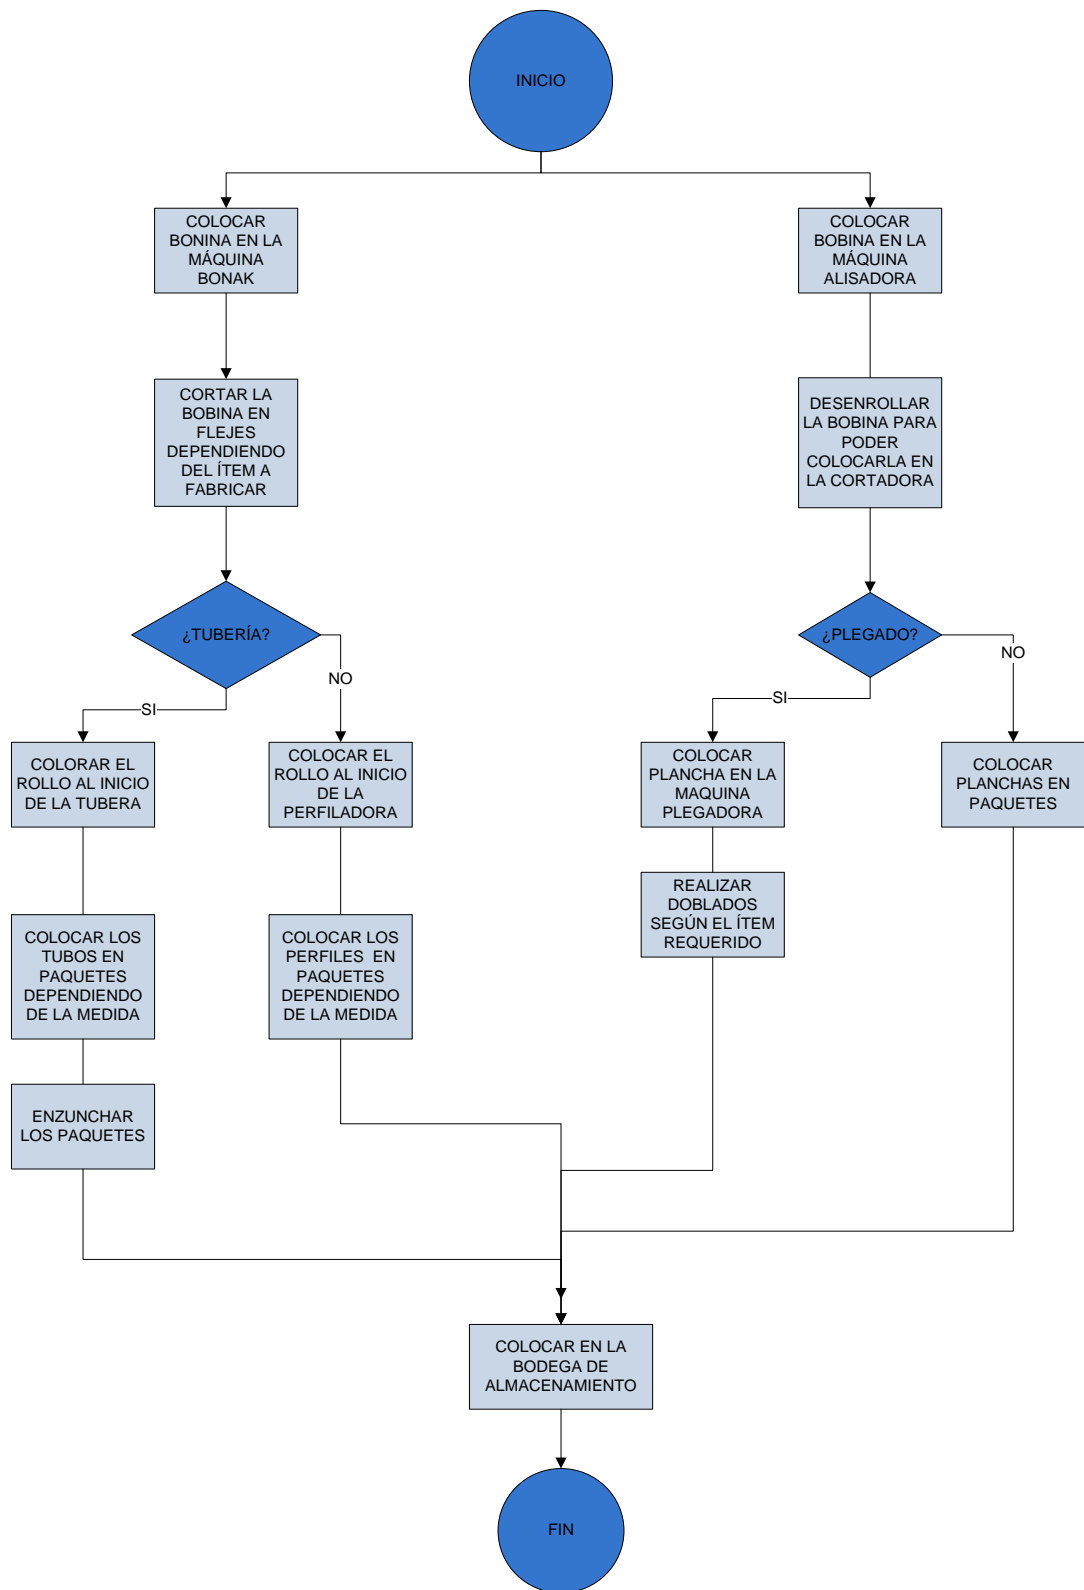 INICIO
COLOCAR
BONINA EN LA
MÁQUINA
BONAK
COLOCAR
BOBINA EN LA
MÁQUINA
ALISADORA
CORTAR LA
BOBINA EN
FLEJES
DEPENDIENDO
DEL ÍTEM A
FABRICAR
DESENROLLAR
LA BOBINA PARA
PODER
COLOCARLA EN
LA CORTADORA
¿TUBERÍA?
¿PLEGADO?
SI
NO
SI
NO
COLORAR EL
ROLLO AL INICIO
DE LA TUBERA
COLOCAR EL
ROLLO AL INICIO
DE LA
PERFILADORA
COLOCAR
PLANCHA EN LA
MAQUINA
PLEGADORA
COLOCAR
PLANCHAS EN
PAQUETES
REALIZAR
DOBLADOS
SEGÚN EL ÍTEM
REQUERIDO
COLOCAR LOS
TUBOS EN
PAQUETES
DEPENDIENDO
DE LA MEDIDA
COLOCAR LOS
PERFILES EN
PAQUETES
DEPENDIENDO
DE LA MEDIDA
ENZUNCHAR
LOS PAQUETES
COLOCAR EN LA
BODEGA DE
ALMACENAMIENTO
FIN